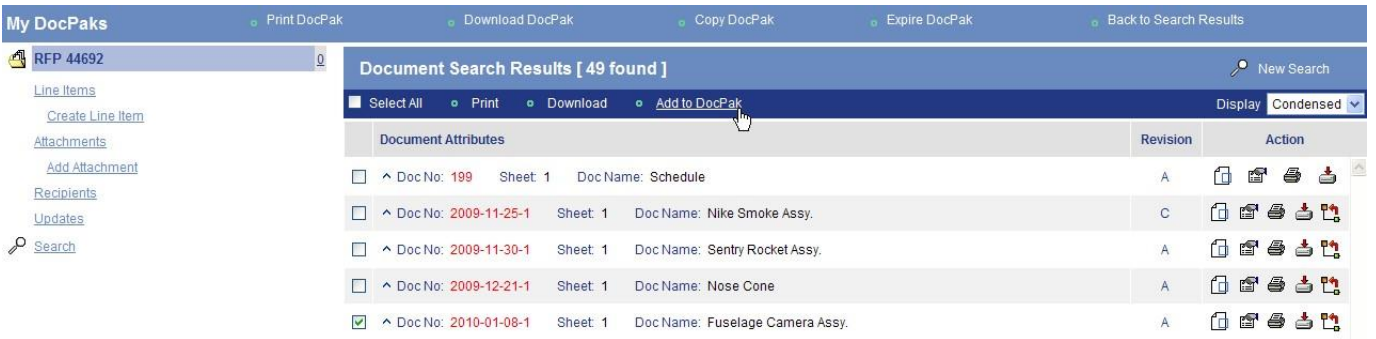 My DocPaks Print DocPak Download DocPak Copy DocPak Expire DocPak Back to Search Results
RFP 44692 0
Line Items
Create Line Item
Attachments
Add Attachment
Recipients
Updates
Search
Document Search Results [ 49 found ] New Search
Select All Print Download Add to DocPak Display Condensed
Document Attributes Revision Action
Doc No: 199 Sheet: 1 Doc Name: Schedule A
Doc No: 2009-11-25-1 Sheet: 1 Doc Name: Nike Smoke Assy. C
Doc No: 2009-11-30-1 Sheet: 1 Doc Name: Sentry Rocket Assy. A
Doc No: 2009-12-21-1 Sheet: 1 Doc Name: Nose Cone A
Doc No: 2010-01-08-1 Sheet: 1 Doc Name: Fuselage Camera Assy. A